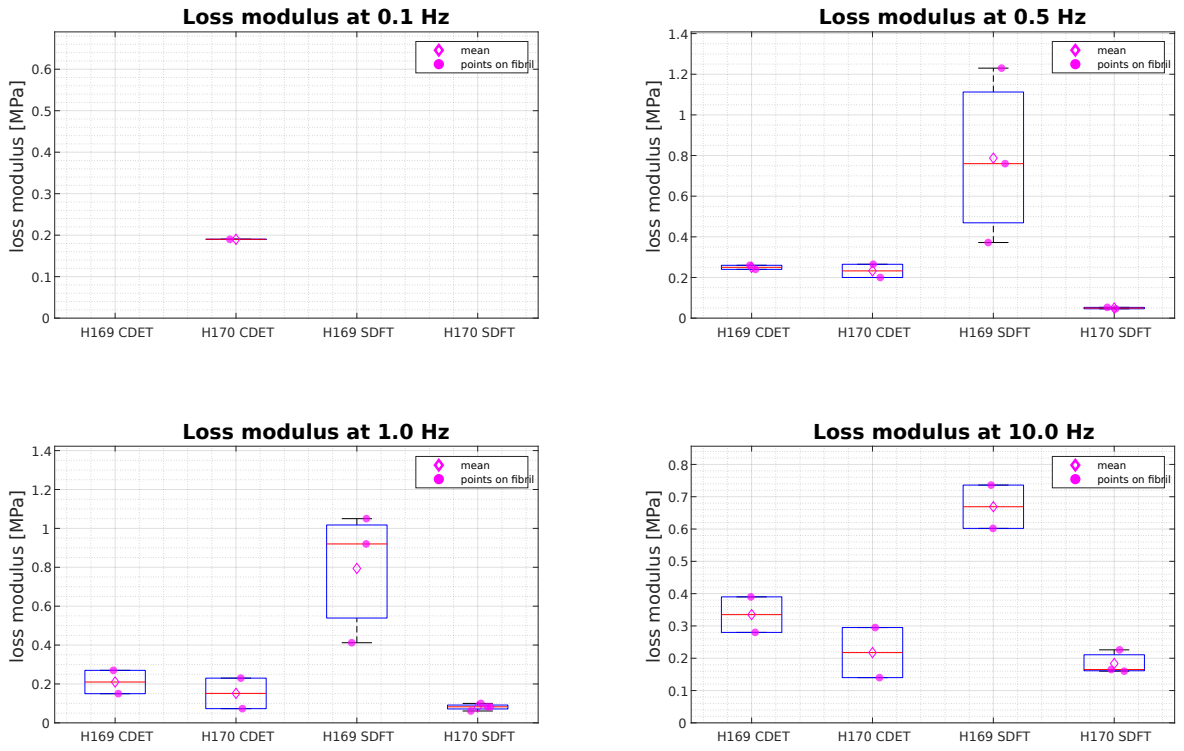 Loss modulus at 0.1 Hz
loss modulus [MPa]
0.6
0.5
0.4
0.3
0.2
0.1
0
mean
points on fibril
H169 CDET H170 CDET H169 SDFT H170 SDFT
Loss modulus at 0.5 Hz
loss modulus [MPa]
1.4
1.2
1
0.8
0.6
0.4
0.2
0
mean
points on fibril
H169 CDET H170 CDET H169 SDFT H170 SDFT
Loss modulus at 1.0 Hz
loss modulus [MPa]
1.4
1.2
1
0.8
0.6
0.4
0.2
0
mean
points on fibril
H169 CDET H170 CDET H169 SDFT H170 SDFT
Loss modulus at 10.0 Hz
loss modulus [MPa]
0.8
0.7
0.6
0.5
0.4
0.3
0.2
0.1
0
mean
points on fibril
H169 CDET H170 CDET H169 SDFT H170 SDFT